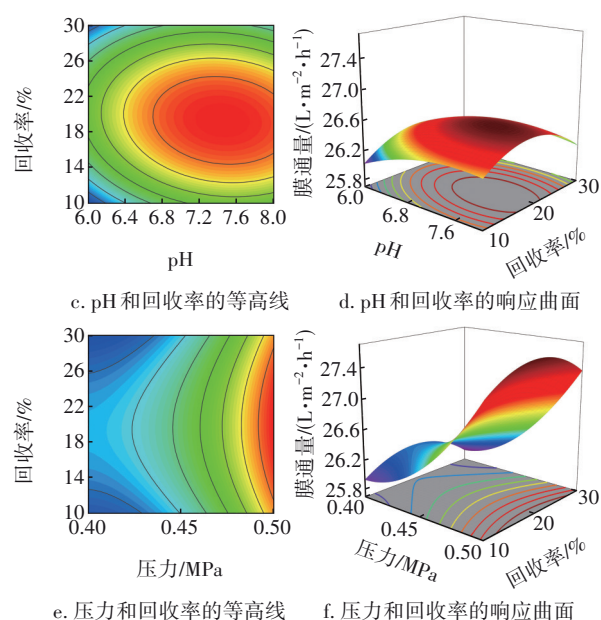 30
26
22
18
14
10
回收率/%
6.0 6.4 6.8 7.2 7.6 8.0
pH
c. pH和回收率的等高线
膜通量/(L·m⁻²·h⁻¹)
27.4
27.0
26.6
26.2
25.8
6.0
6.8
7.6
pH
10
20
30
回收率/%
d. pH和回收率的响应曲面
30
26
22
18
14
10
回收率/%
0.40 0.45 0.50
压力/MPa
e. 压力和回收率的等高线
膜通量/(L·m⁻²·h⁻¹)
27.4
27.0
26.6
26.2
25.8
0.40
0.45
0.50
压力/MPa
10
20
30
回收率/%
f. 压力和回收率的响应曲面